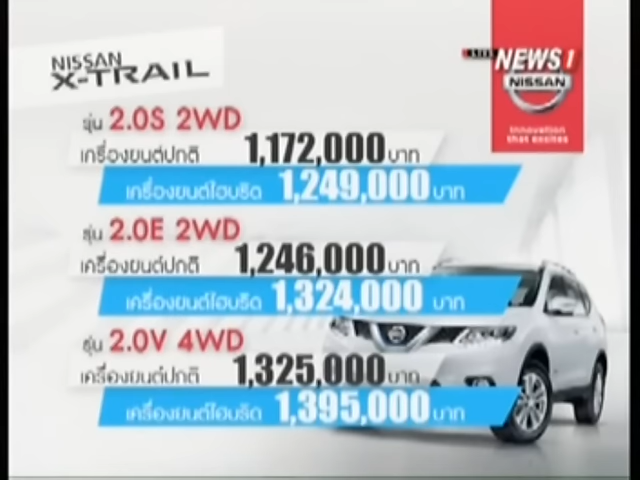 NISSAN
X-TRAIL
LIVE NEWS1
NISSAN
Innovation
that excites
รุ่น 2.0S 2WD
เครื่องยนต์ปกติ 1,172,000 บาท
เครื่องยนต์ไฮบริด 1,249,000 บาท
รุ่น 2.0E 2WD
เครื่องยนต์ปกติ 1,246,000 บาท
เครื่องยนต์ไฮบริด 1,324,000 บาท
รุ่น 2.0V 4WD
เครื่องยนต์ปกติ 1,325,000 บาท
เครื่องยนต์ไฮบริด 1,395,000 บาท